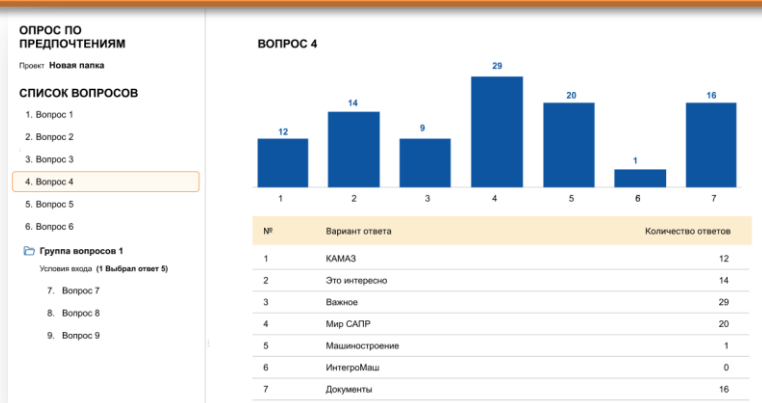 ОПРОС ПО
ПРЕДПОЧТЕНИЯМ
Проект Новая папка
СПИСОК ВОПРОСОВ
1. Вопрос 1
2. Вопрос 2
3. Вопрос 3
4. Вопрос 4
5. Вопрос 5
6. Вопрос 6
Группа вопросов 1
Условия входа (1 Выбрал ответ 5)
7. Вопрос 7
8. Вопрос 8
9. Вопрос 9
ВОПРОС 4
12 14 9 29 20 1 16
1 2 3 4 5 6 7
№ Вариант ответа Количество ответов
1 КАМАЗ 12
2 Это интересно 14
3 Важное 29
4 Мир САПР 20
5 Машиностроение 1
6 ИнтегроМаш 0
7 Документы 16